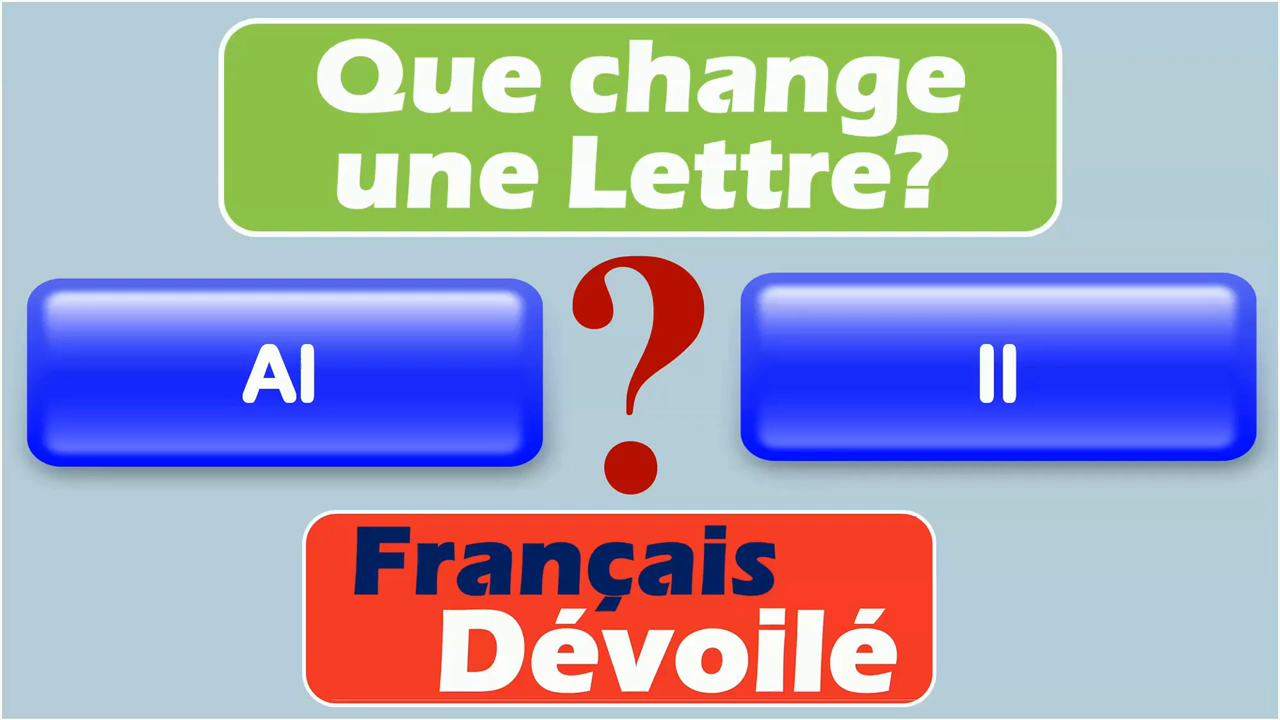 Que change
une Lettre?
Al
Il
?
Français
Dévoilé